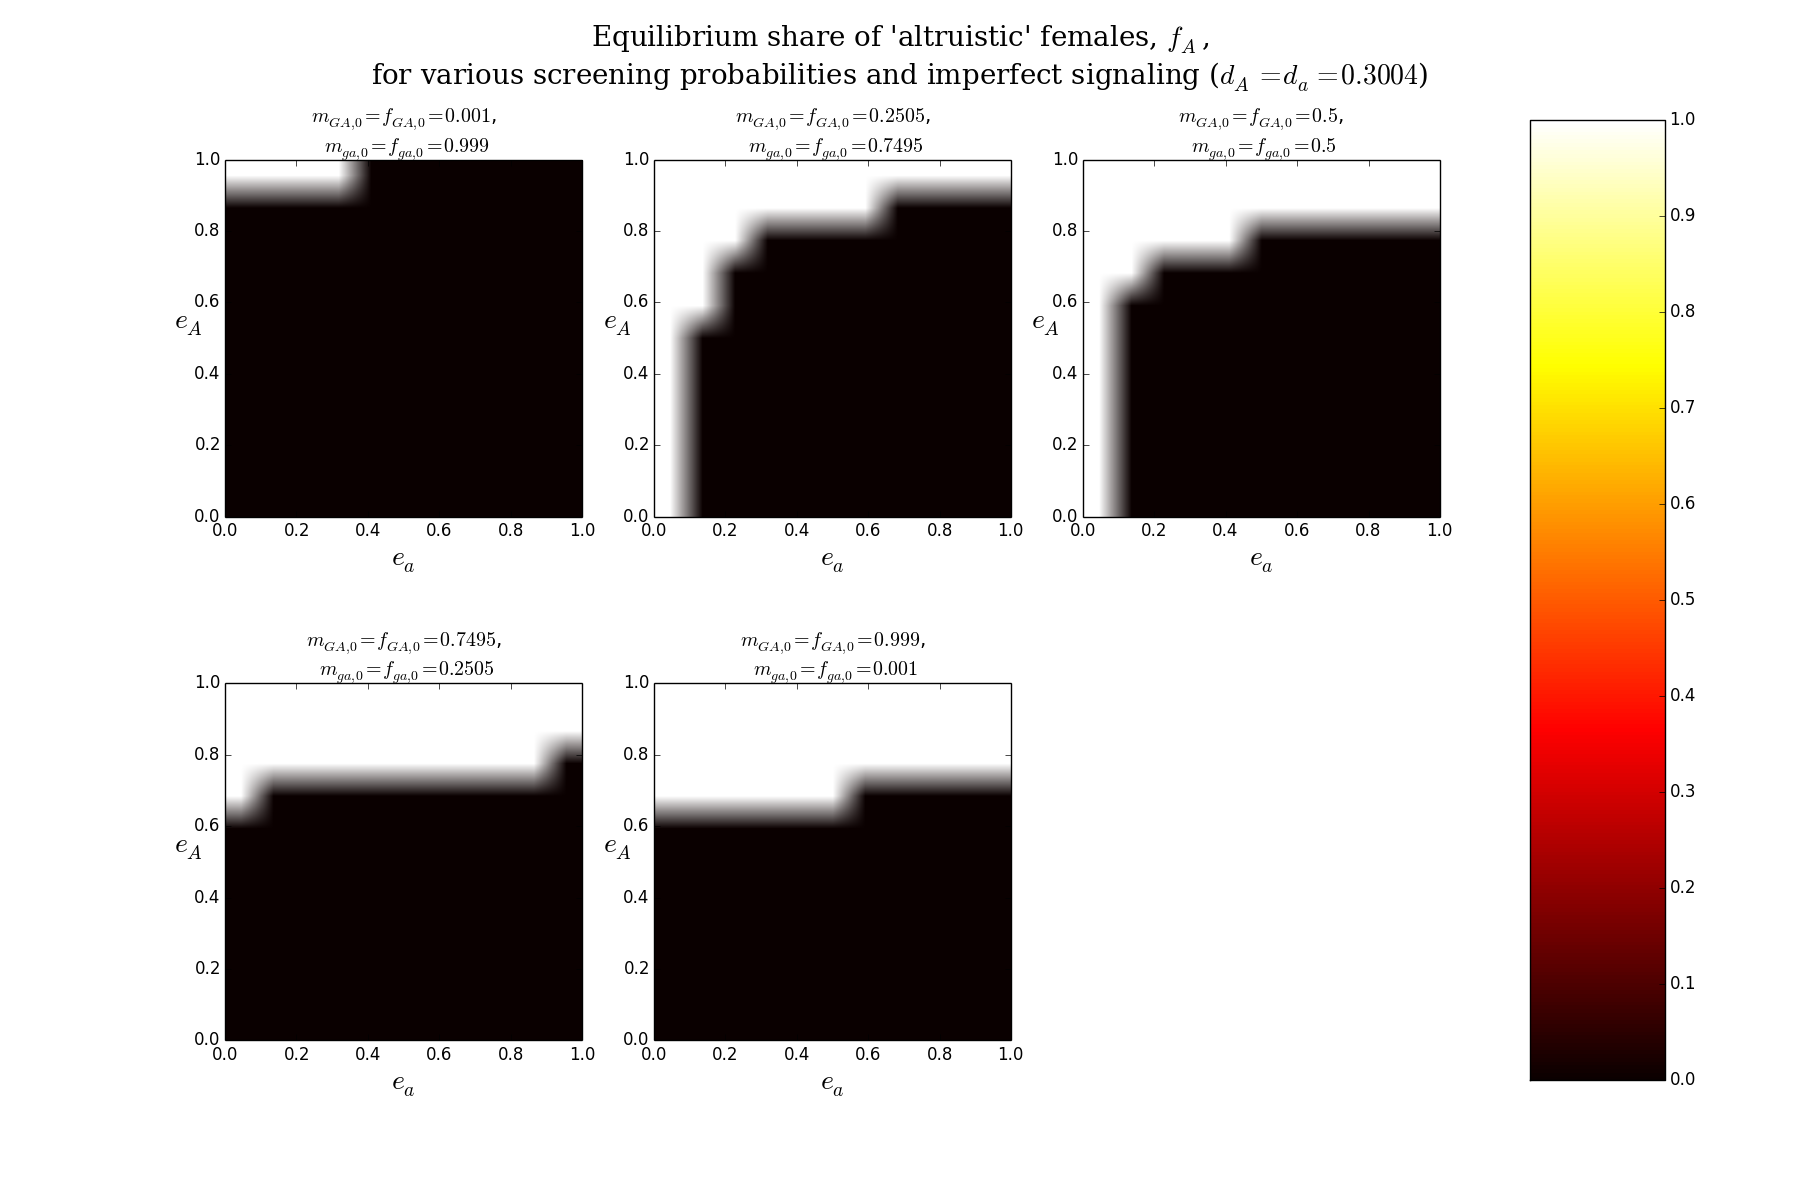 Equilibrium share of 'altruistic' females, f_A,
for various screening probabilities and imperfect signaling (d_A = d_a = 0.3004)
m_{GA,0} = f_{GA,0} = 0.001,
m_{ga,0} = f_{ga,0} = 0.999
1.0
0.8
0.6
e_A
0.4
0.2
0.0
0.0 0.2 0.4 0.6 0.8 1.0
e_a
m_{GA,0} = f_{GA,0} = 0.2505,
m_{ga,0} = f_{ga,0} = 0.7495
1.0
0.8
0.6
e_A
0.4
0.2
0.0
0.0 0.2 0.4 0.6 0.8 1.0
e_a
m_{GA,0} = f_{GA,0} = 0.5,
m_{ga,0} = f_{ga,0} = 0.5
1.0
0.8
0.6
e_A
0.4
0.2
0.0
0.0 0.2 0.4 0.6 0.8 1.0
e_a
m_{GA,0} = f_{GA,0} = 0.7495,
m_{ga,0} = f_{ga,0} = 0.2505
1.0
0.8
0.6
e_A
0.4
0.2
0.0
0.0 0.2 0.4 0.6 0.8 1.0
e_a
m_{GA,0} = f_{GA,0} = 0.999,
m_{ga,0} = f_{ga,0} = 0.001
1.0
0.8
0.6
e_A
0.4
0.2
0.0
0.0 0.2 0.4 0.6 0.8 1.0
e_a
1.0
0.9
0.8
0.7
0.6
0.5
0.4
0.3
0.2
0.1
0.0